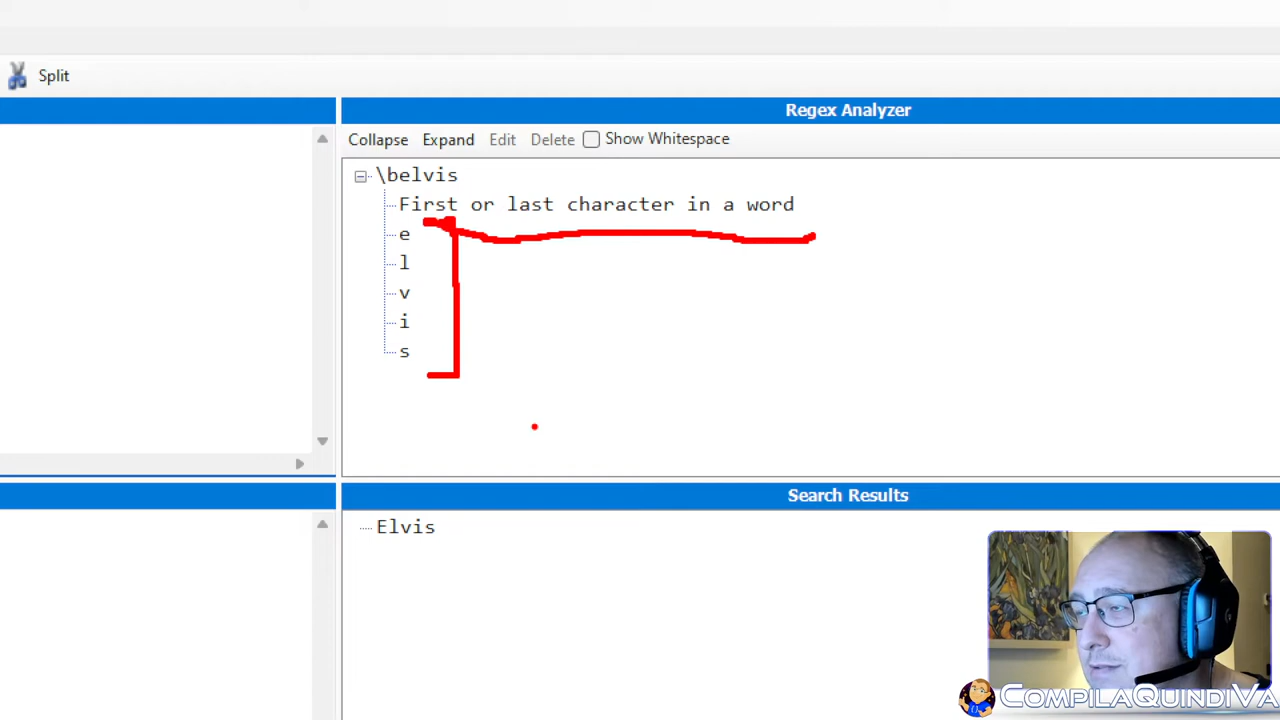 Split
Regex Analyzer
Collapse Expand Edit Delete Show Whitespace
\belvis
First or last character in a word
e
l
v
i
s
Search Results
Elvis
COMPILAQUINDIVA